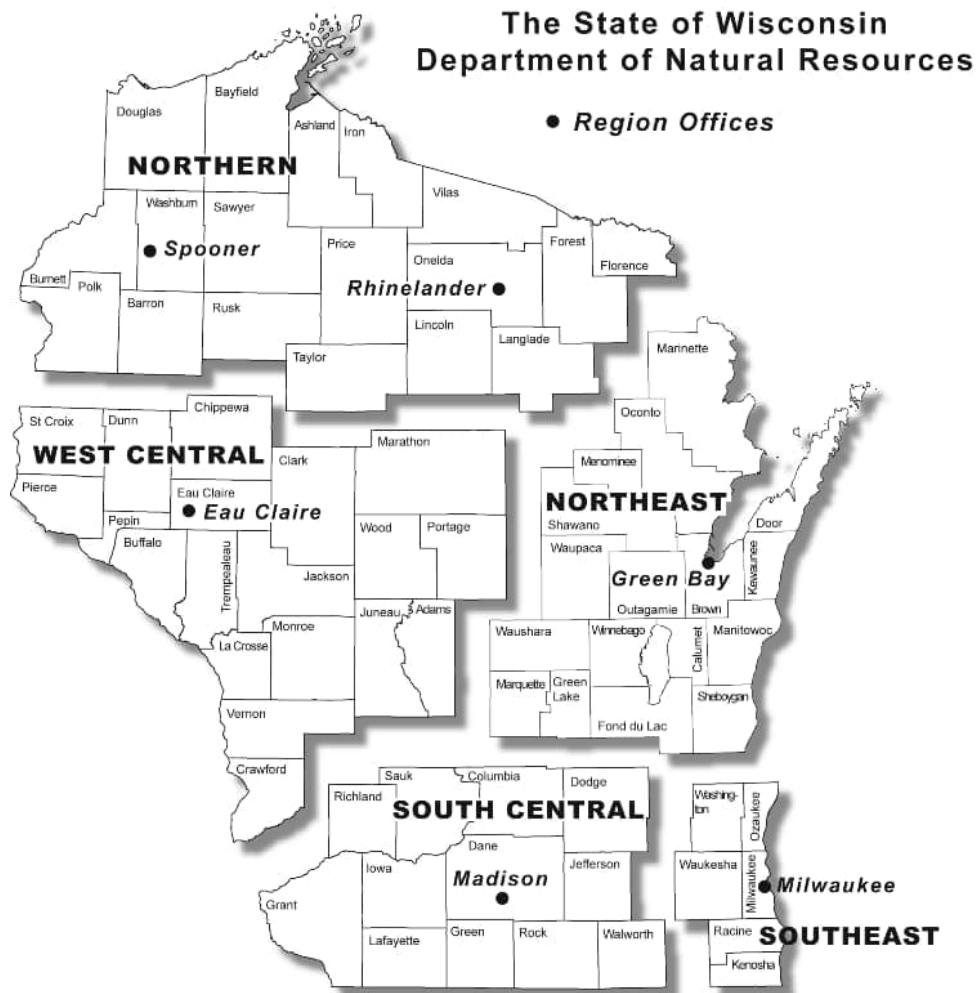 The State of Wisconsin
Department of Natural Resources
Region Offices
Douglas
Bayfield
Ashland
Iron
NORTHERN
Vilas
Washburn
Sawyer
Spooner
Price
Oneida
Forest
Florence
Burnett
Polk
Barron
Rusk
Rhinelander
Lincoln
Langlade
Taylor
Marinette
St Croix
Dunn
Chippewa
Oconto
WEST CENTRAL
Clark
Marathon
Menominee
Pierce
Eau Claire
Eau Claire
NORTHEAST
Pepin
Buffalo
Trempealeau
Wood
Portage
Shawano
Waupaca
Door
Kewaunee
Jackson
Green Bay
Juneau
Adams
Outagamie
Brown
Monroe
La Crosse
Waushara
Winnebago
Calumet
Manitowoc
Marquette
Green
Lake
Sheboygan
Vernon
Fond du Lac
Crawford
Sauk
Columbia
Dodge
Richland
SOUTH CENTRAL
Washing-
ton
Ozaukee
Dane
Iowa
Jefferson
Waukesha
Milwaukee
Madison
Milwaukee
Grant
Lafayette
Green
Rock
Walworth
Racine
SOUTHEAST
Kenosha